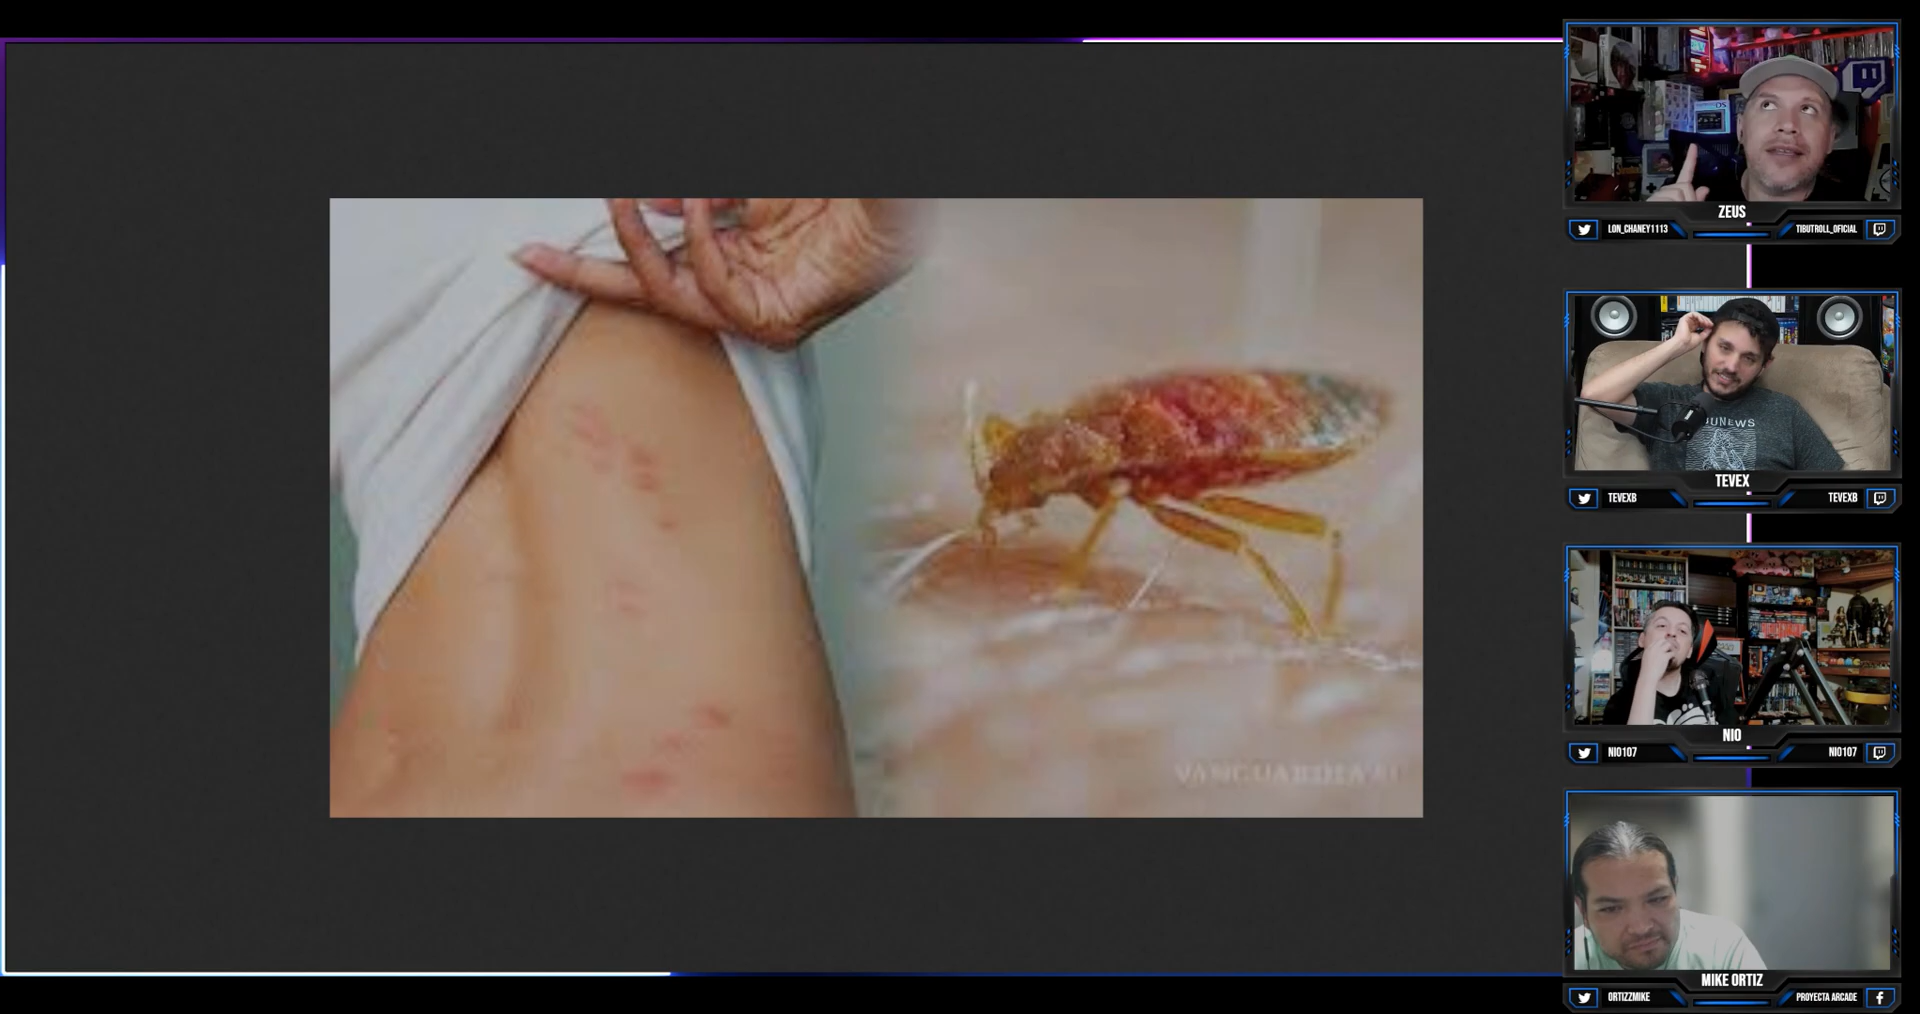 ZEUS
LON_CHANEY1113
TIBUTROLL_OFICIAL
TEVEX
TEVEXB
TEVEXB
NIO
NIO107
NIO107
MIKE ORTIZ
ORTIZZMIKE
PROYECTA ARCADE